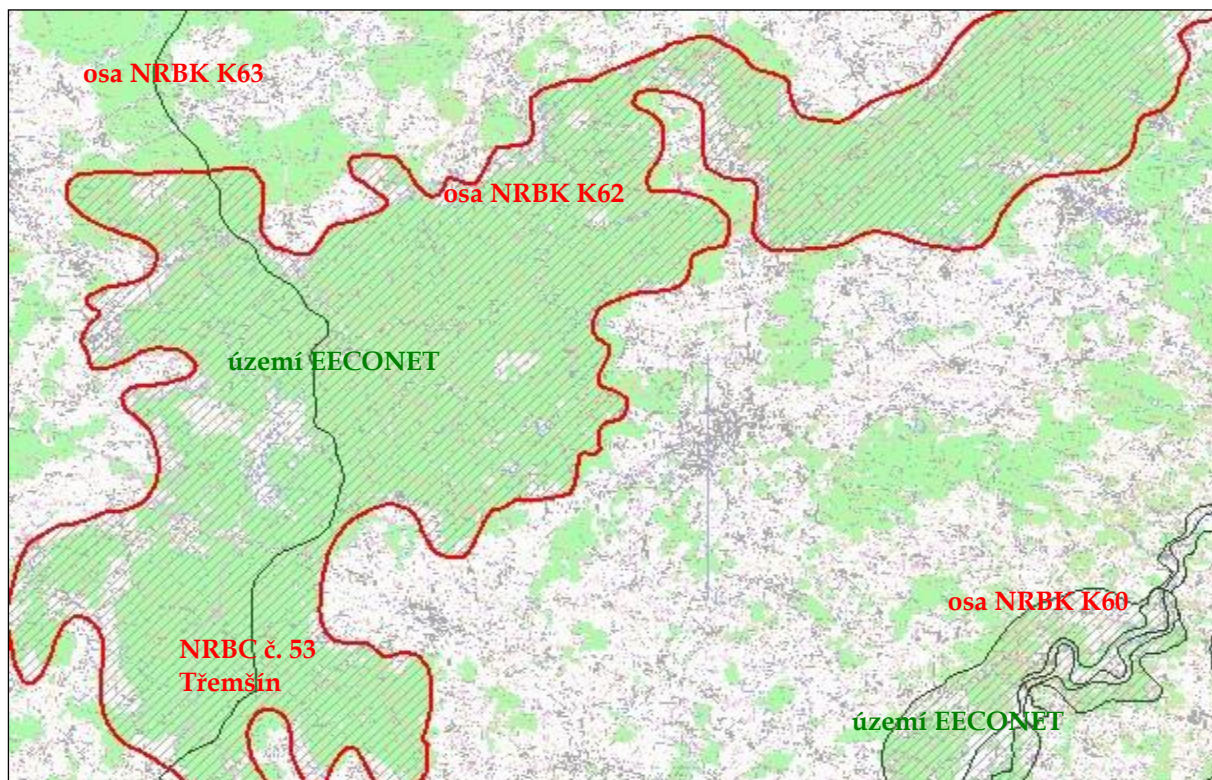 osa NRBK K63
osa NRBK K62
území EECONET
osa NRBK K60
NRBC č. 53
Třemšín
území EECONET